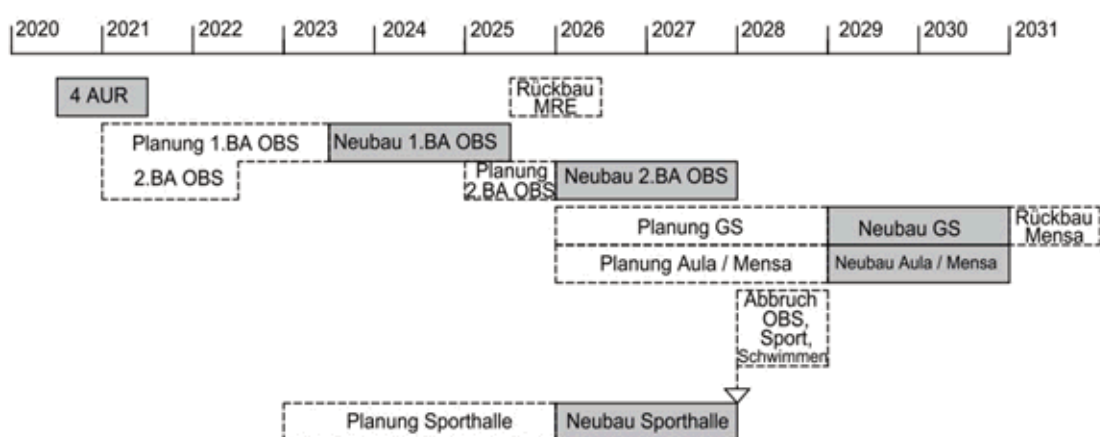 2020 2021 2022 2023 2024 2025 2026 2027 2028 2029 2030 2031
4 AUR
Rückbau
MRE
Planung 1.BA OBS
Neubau 1.BA OBS
2.BA OBS
Planung
2.BA OBS
Neubau 2.BA OBS
Planung GS
Neubau GS
Rückbau
Mensa
Planung Aula / Mensa
Neubau Aula / Mensa
Abbruch
OBS,
Sport,
Schwimmen
Planung Sporthalle
Neubau Sporthalle